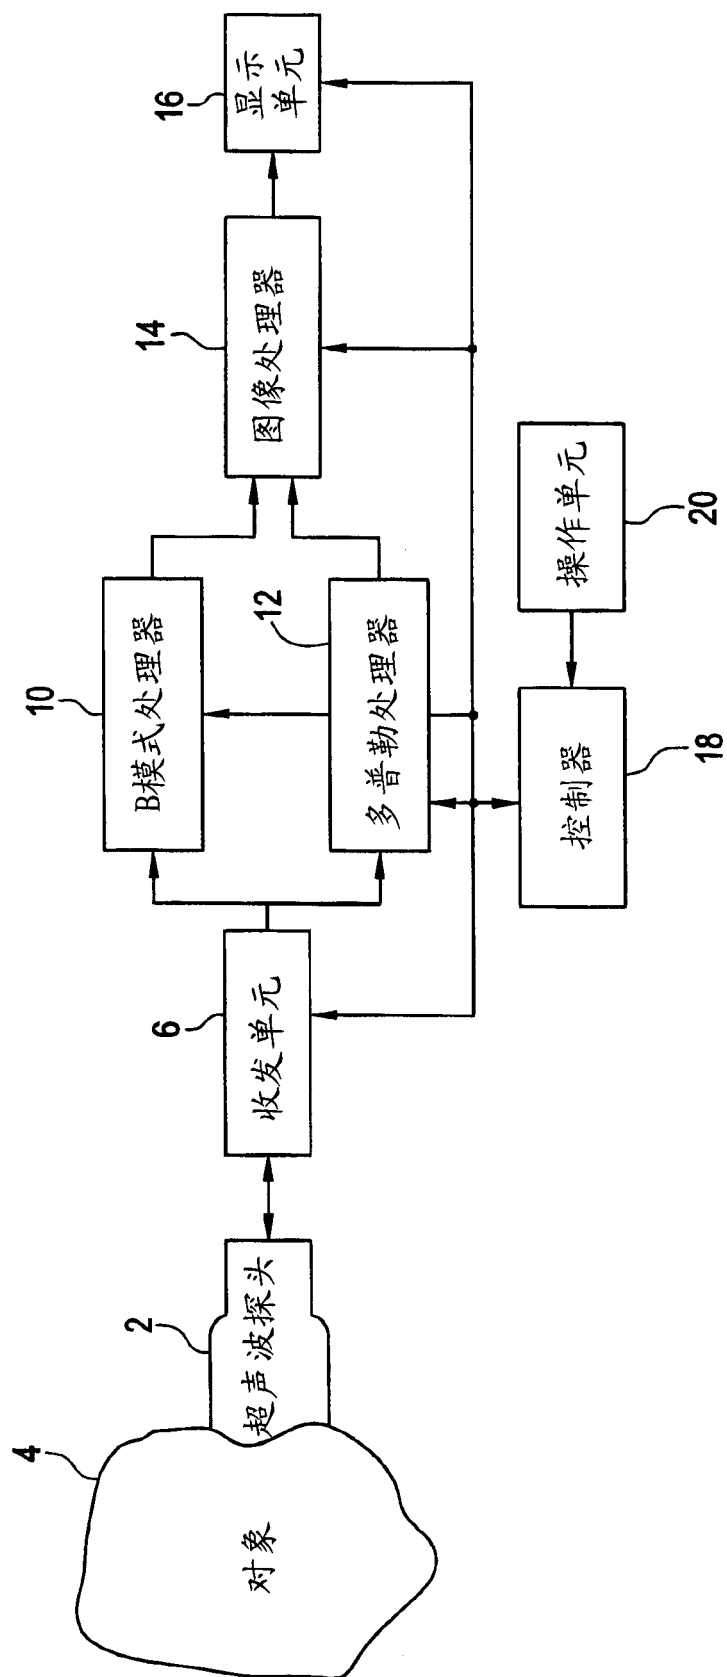 4
对象
2
超声波探头
6
收发单元
10
B模式处理器
12
多普勒处理器
14
图像处理器
16
显示
单元
18
控制器
20
操作单元